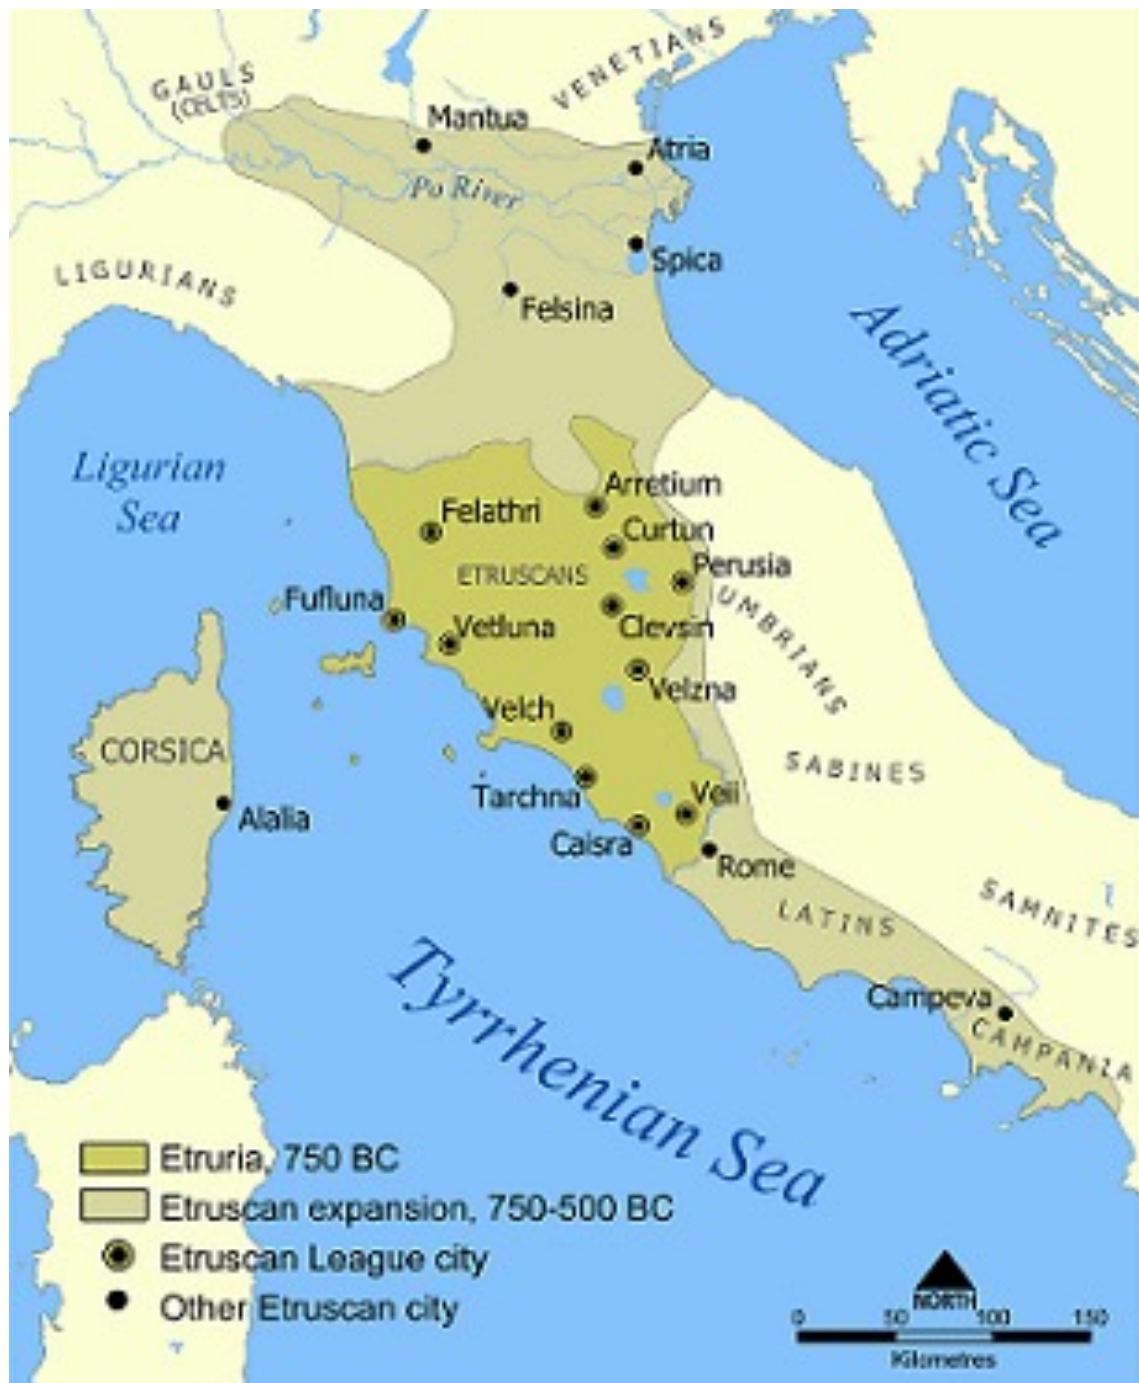 GAULS
(CELTS)
VENETIANS
Mantua
Atria
Po River
Spica
LIGURIANS
Felsina
Adriatic Sea
Ligurian
Sea
Arretium
Felathri
Curtun
ETRUSCANS
Perusia
Fufluna
UMBRIANS
Vetluna
Clevsin
Velzna
Velch
CORSICA
SABINES
Tarchna
Veii
Alalia
Caisra
Rome
LATINS
SAMNITES
Tyrrhenian Sea
Campeva
CAMPANIA
Etruria, 750 BC
Etruscan expansion, 750-500 BC
Etruscan League city
Other Etruscan city
NORTH
0 50 100 150
Kilometres